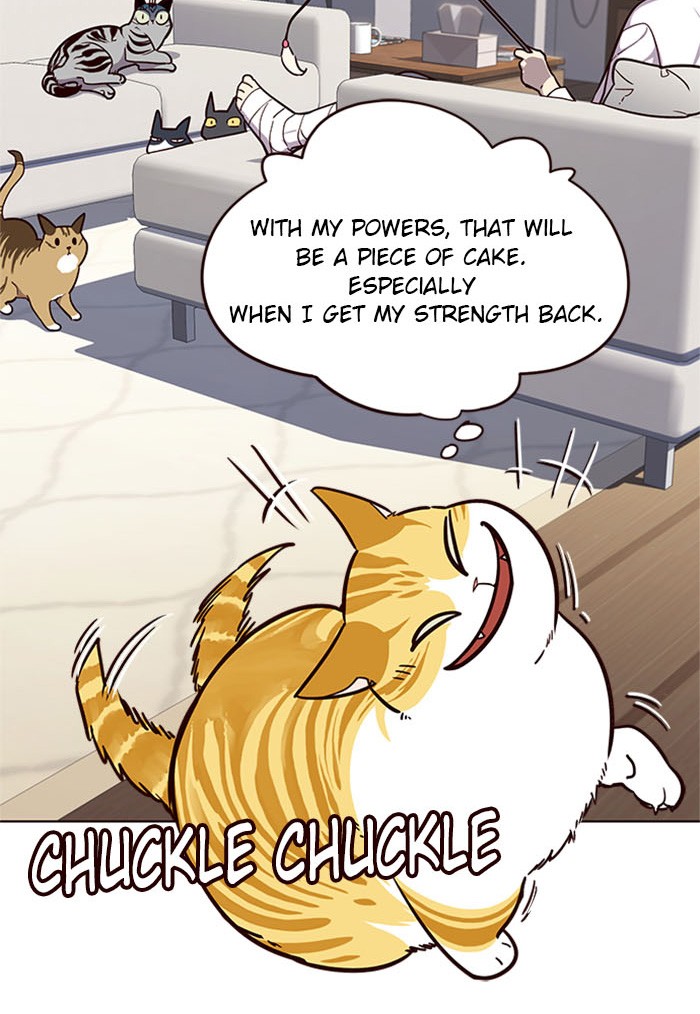 WITH MY POWERS, THAT WILL
BE A PIECE OF CAKE.
ESPECIALLY
WHEN I GET MY STRENGTH BACK.
CHUCKLE CHUCKLE